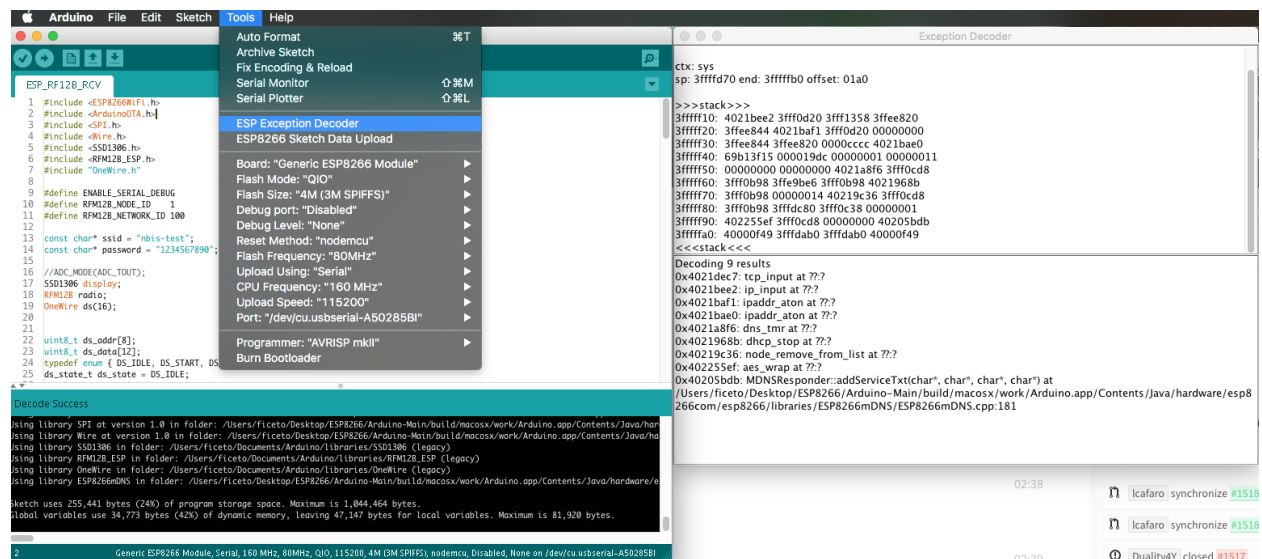 Arduino File Edit Sketch Tools Help
ESP_RF12B_RCV
1 #include <ESP8266WiFi.h>
2 #include <ArduinoOTA.h>
3 #include <SPI.h>
4 #include <Wire.h>
5 #include <SSD1306.h>
6 #include <RFM12B_ESP.h>
7 #include "OneWire.h"
8
9 #define ENABLE_SERIAL_DEBUG
10 #define RFM12B_NODE_ID 1
11 #define RFM12B_NETWORK_ID 100
12
13 const char* ssid = "nbis-test";
14 const char* password = "1234567890";
15
16 //ADC_MODE(ADC_TOUT);
17 SSD1306 display;
18 RFM12B radio;
19 OneWire ds(16);
20
21
22 uint8_t ds_addr[8];
23 uint8_t ds_data[12];
24 typedef enum { DS_IDLE, DS_START, DS
25 ds_state_t ds_state = DS_IDLE;
Auto Format ⌘T
Archive Sketch
Fix Encoding & Reload
Serial Monitor ⇧⌘M
Serial Plotter ⇧⌘L
ESP Exception Decoder
ESP8266 Sketch Data Upload
Board: "Generic ESP8266 Module"
Flash Mode: "QIO"
Flash Size: "4M (3M SPIFFS)"
Debug port: "Disabled"
Debug Level: "None"
Reset Method: "nodemcu"
Flash Frequency: "80MHz"
Upload Using: "Serial"
CPU Frequency: "160 MHz"
Upload Speed: "115200"
Port: "/dev/cu.usbserial-A50285BI"
Programmer: "AVRISP mkII"
Burn Bootloader
Decode Success
Using library SPI at version 1.0 in folder: /Users/ficeto/Desktop/ESP8266/Arduino-Main/build/macosx/work/Arduino.app/Contents/Java/har
Using library Wire at version 1.0 in folder: /Users/ficeto/Desktop/ESP8266/Arduino-Main/build/macosx/work/Arduino.app/Contents/Java/ha
Using library SSD1306 in folder: /Users/ficeto/Documents/Arduino/libraries/SSD1306 (legacy)
Using library RFM12B_ESP in folder: /Users/ficeto/Documents/Arduino/libraries/RFM12B_ESP (legacy)
Using library OneWire in folder: /Users/ficeto/Documents/Arduino/libraries/OneWire (legacy)
Using library ESP8266mDNS in folder: /Users/ficeto/Desktop/ESP8266/Arduino-Main/build/macosx/work/Arduino.app/Contents/Java/hardware/e
Sketch uses 255,441 bytes (24%) of program storage space. Maximum is 1,044,464 bytes.
Global variables use 34,773 bytes (42%) of dynamic memory, leaving 47,147 bytes for local variables. Maximum is 81,920 bytes.
2 Generic ESP8266 Module, Serial, 160 MHz, 80MHz, QIO, 115200, 4M (3M SPIFFS), nodemcu, Disabled, None on /dev/cu.usbserial-A50285BI
Exception Decoder
ctx: sys
sp: 3ffffd70 end: 3fffffb0 offset: 01a0
>>>stack>>>
3fffff10: 4021bee2 3fff0d20 3fff1358 3ffee820
3fffff20: 3ffee844 4021baf1 3fff0d20 00000000
3fffff30: 3ffee844 3ffee820 0000cccc 4021bae0
3fffff40: 69b13f15 000019dc 00000001 00000011
3fffff50: 00000000 00000000 4021a8f6 3fff0cd8
3fffff60: 3fff0b98 3ffe9be6 3fff0b98 4021968b
3fffff70: 3fff0b98 00000014 40219c36 3fff0cd8
3fffff80: 3fff0b98 3fffdc80 3fff0c38 00000001
3fffff90: 402255ef 3fff0cd8 00000000 40205bdb
3fffffa0: 40000f49 3fffdab0 3fffdab0 40000f49
<<<stack<<<
Decoding 9 results
0x4021dec7: tcp_input at ??:?
0x4021bee2: ip_input at ??:?
0x4021baf1: ipaddr_aton at ??:?
0x4021bae0: ipaddr_aton at ??:?
0x4021a8f6: dns_tmr at ??:?
0x4021968b: dhcp_stop at ??:?
0x40219c36: node_remove_from_list at ??:?
0x402255ef: aes_wrap at ??:?
0x40205bdb: MDNSResponder::addServiceTxt(char*, char*, char*, char*) at
/Users/ficeto/Desktop/ESP8266/Arduino-Main/build/macosx/work/Arduino.app/Contents/Java/hardware/esp8
266com/esp8266/libraries/ESP8266mDNS/ESP8266mDNS.cpp:181
02:38
lcafaro synchronize #1518
lcafaro synchronize #1518
Duality4Y closed #1517